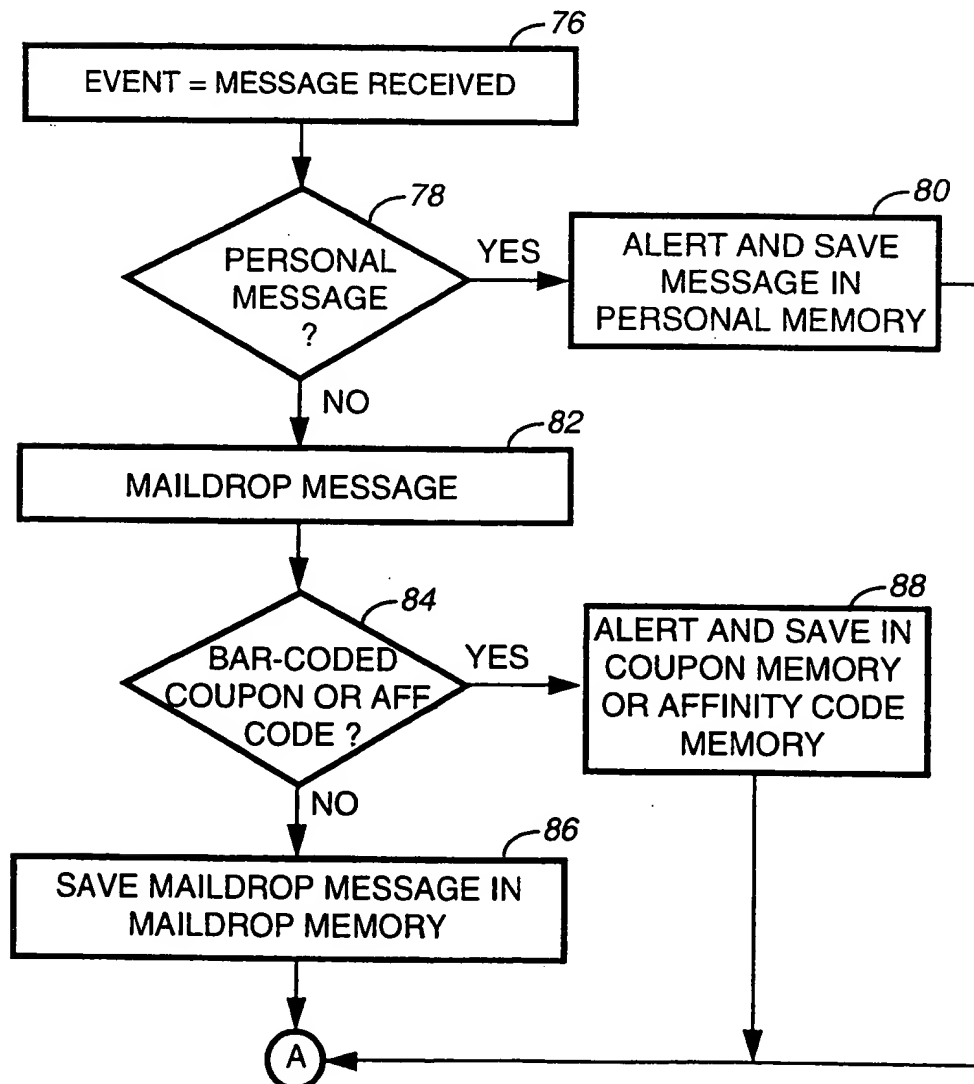 76
EVENT = MESSAGE RECEIVED
78
PERSONAL
MESSAGE
?
YES
80
ALERT AND SAVE
MESSAGE IN
PERSONAL MEMORY
NO
82
MAILDROP MESSAGE
84
BAR-CODED
COUPON OR AFF
CODE ?
YES
88
ALERT AND SAVE IN
COUPON MEMORY
OR AFFINITY CODE
MEMORY
NO
86
SAVE MAILDROP MESSAGE IN
MAILDROP MEMORY
A